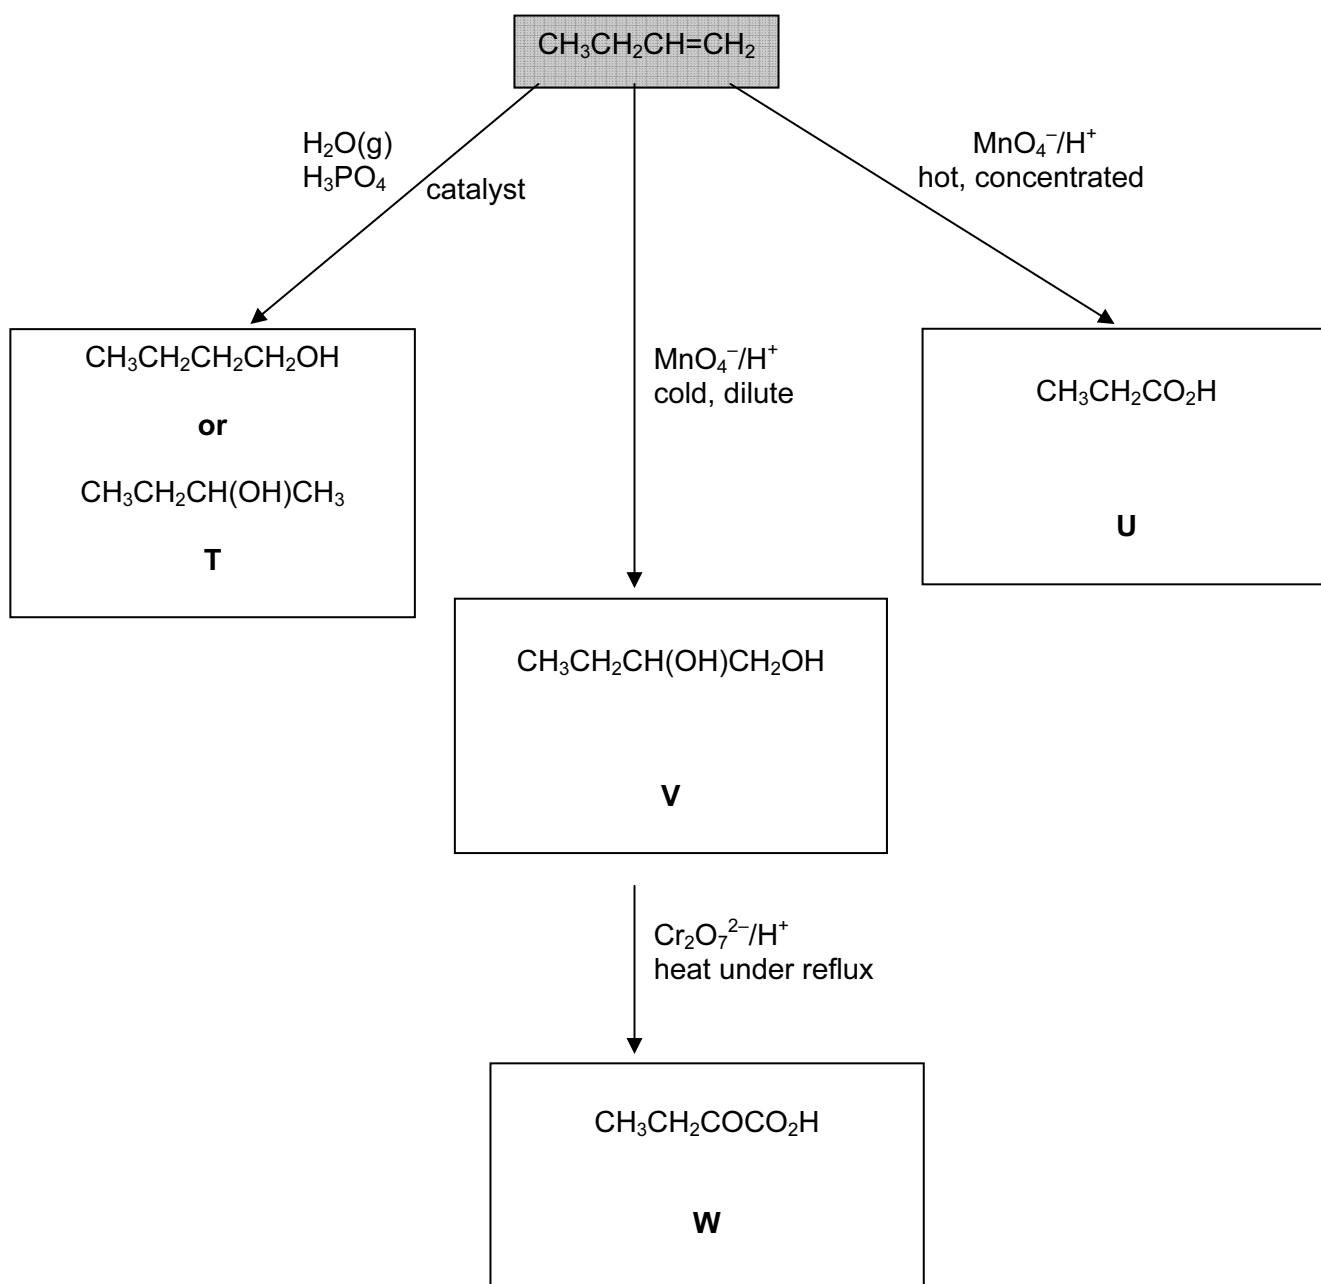 CH₃CH₂CH=CH₂
H₂O(g)
H₃PO₄
catalyst
MnO₄⁻/H⁺
hot, concentrated
CH₃CH₂CH₂CH₂OH
or
CH₃CH₂CH(OH)CH₃
T
MnO₄⁻/H⁺
cold, dilute
CH₃CH₂CO₂H
U
CH₃CH₂CH(OH)CH₂OH
V
Cr₂O₇²⁻/H⁺
heat under reflux
CH₃CH₂COCO₂H
W